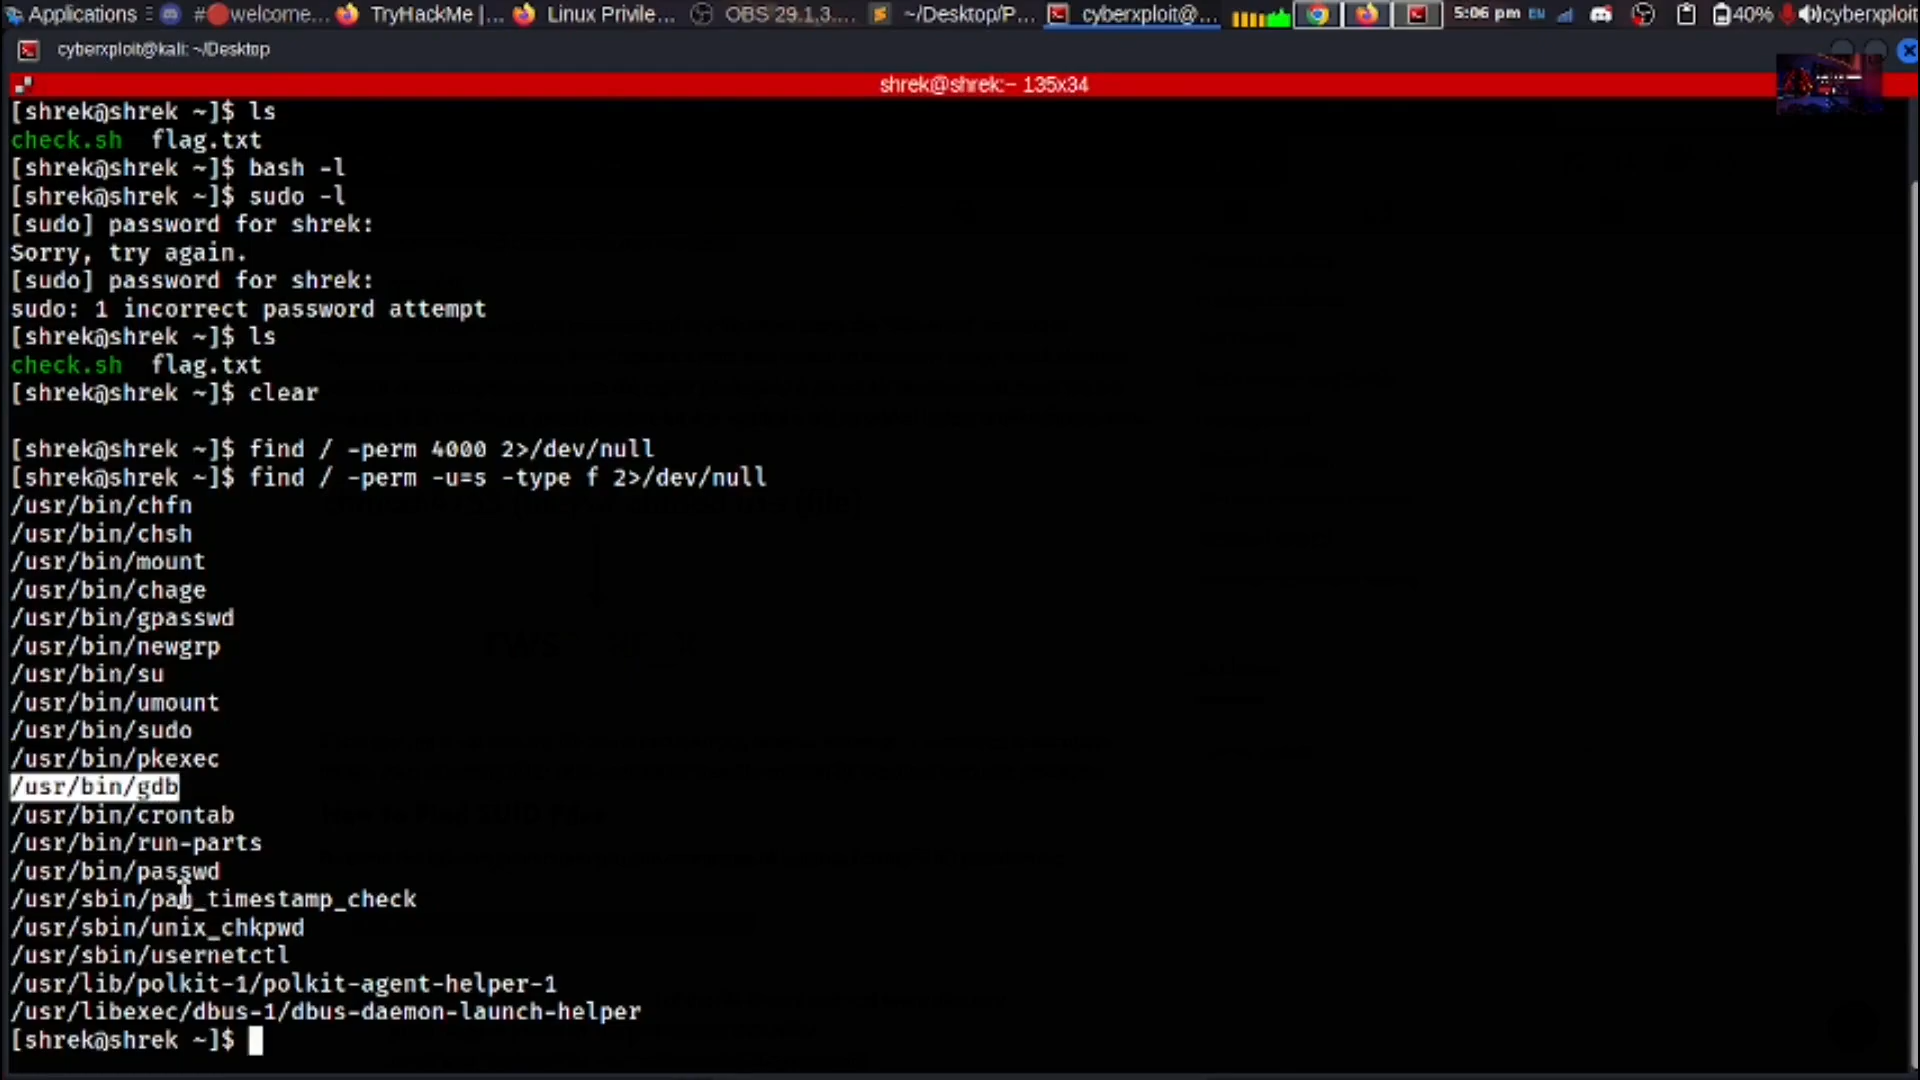 Applications
#🔴welcome...
TryHackMe |...
Linux Privile...
OBS 29.1.3....
~/Desktop/P...
cyberxploit@...
5:06 pm
EN
40%
cyberxploit
cyberxploit@kali: ~/Desktop
shrek@shrek:~ 135x34
[shrek@shrek ~]$ ls
check.sh  flag.txt
[shrek@shrek ~]$ bash -l
[shrek@shrek ~]$ sudo -l
[sudo] password for shrek:
Sorry, try again.
[sudo] password for shrek:
sudo: 1 incorrect password attempt
[shrek@shrek ~]$ ls
check.sh  flag.txt
[shrek@shrek ~]$ clear
[shrek@shrek ~]$ find / -perm 4000 2>/dev/null
[shrek@shrek ~]$ find / -perm -u=s -type f 2>/dev/null
/usr/bin/chfn
/usr/bin/chsh
/usr/bin/mount
/usr/bin/chage
/usr/bin/gpasswd
/usr/bin/newgrp
/usr/bin/su
/usr/bin/umount
/usr/bin/sudo
/usr/bin/pkexec
/usr/bin/gdb
/usr/bin/crontab
/usr/bin/run-parts
/usr/bin/passwd
/usr/sbin/pam_timestamp_check
/usr/sbin/unix_chkpwd
/usr/sbin/usernetctl
/usr/lib/polkit-1/polkit-agent-helper-1
/usr/libexec/dbus-1/dbus-daemon-launch-helper
[shrek@shrek ~]$